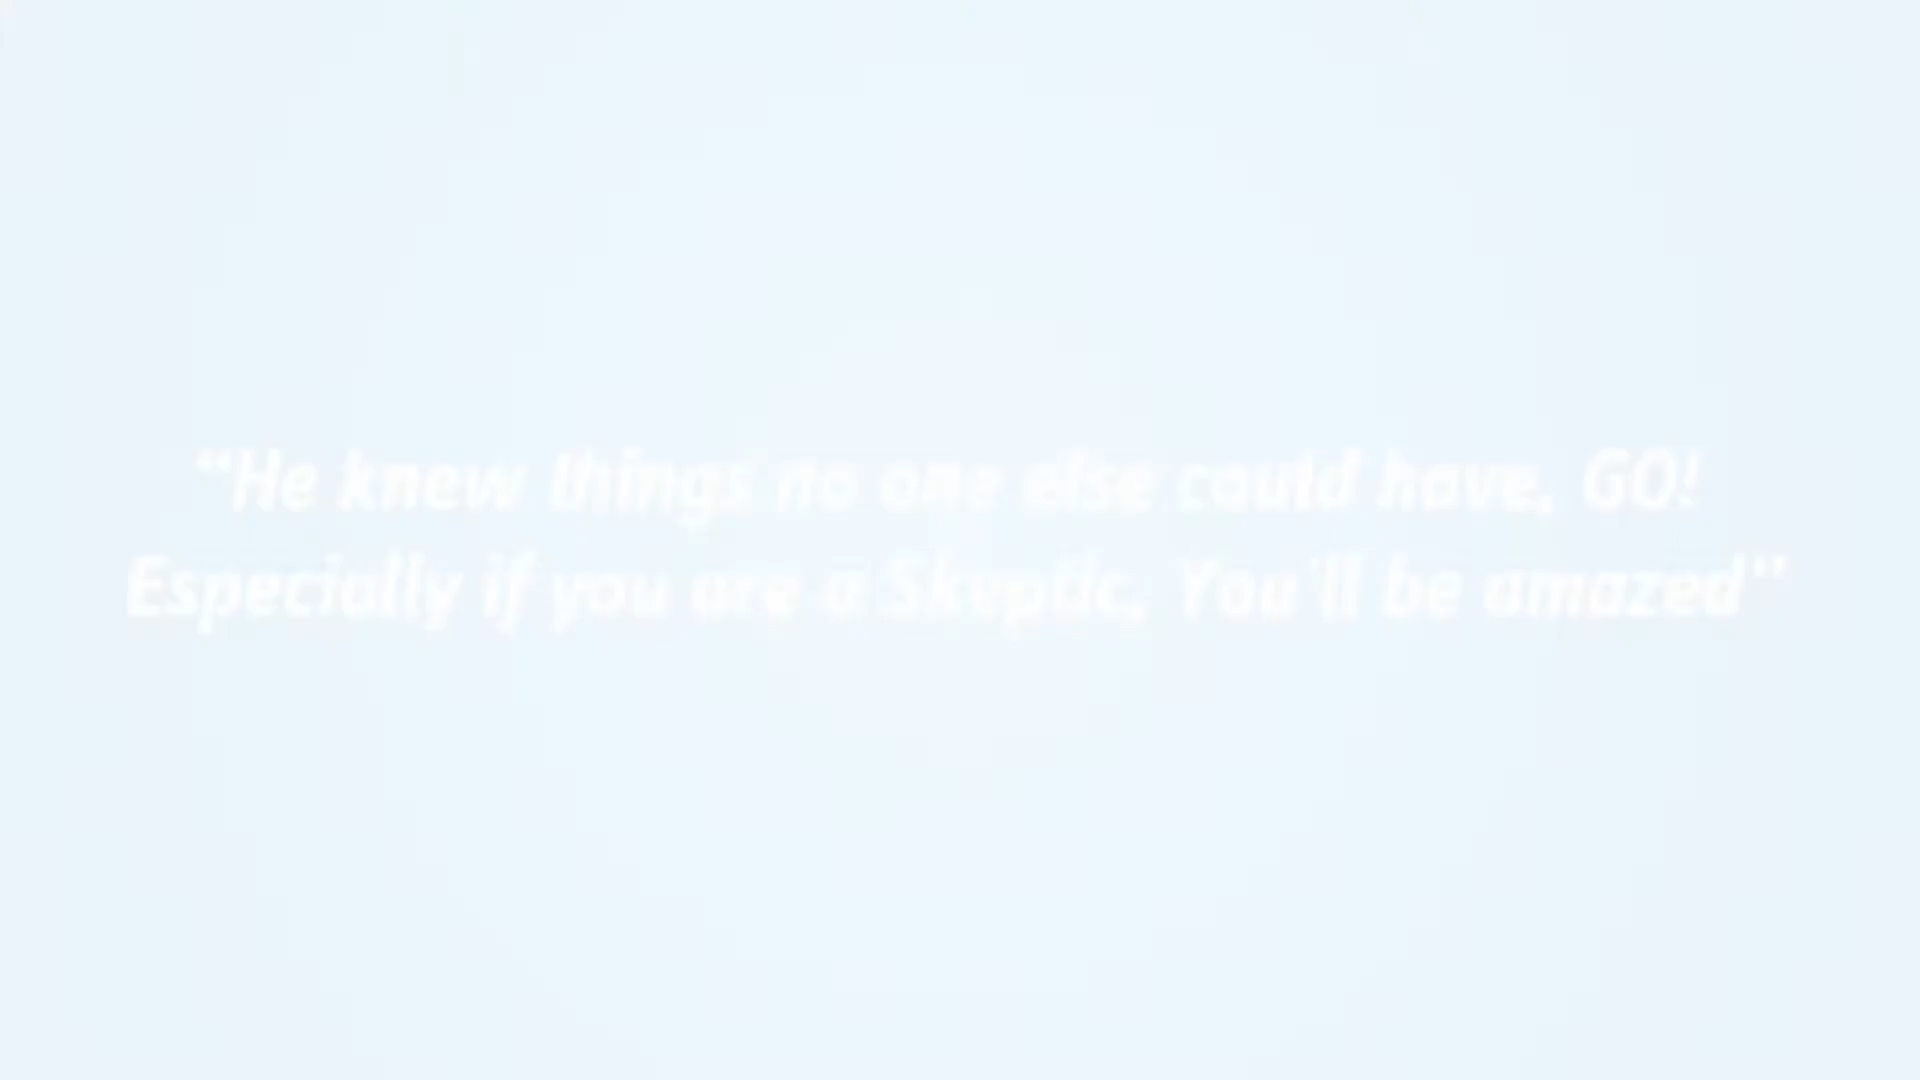 “He knew things no one else could have, GO!
Especially if you are a Skeptic, You'll be amazed"